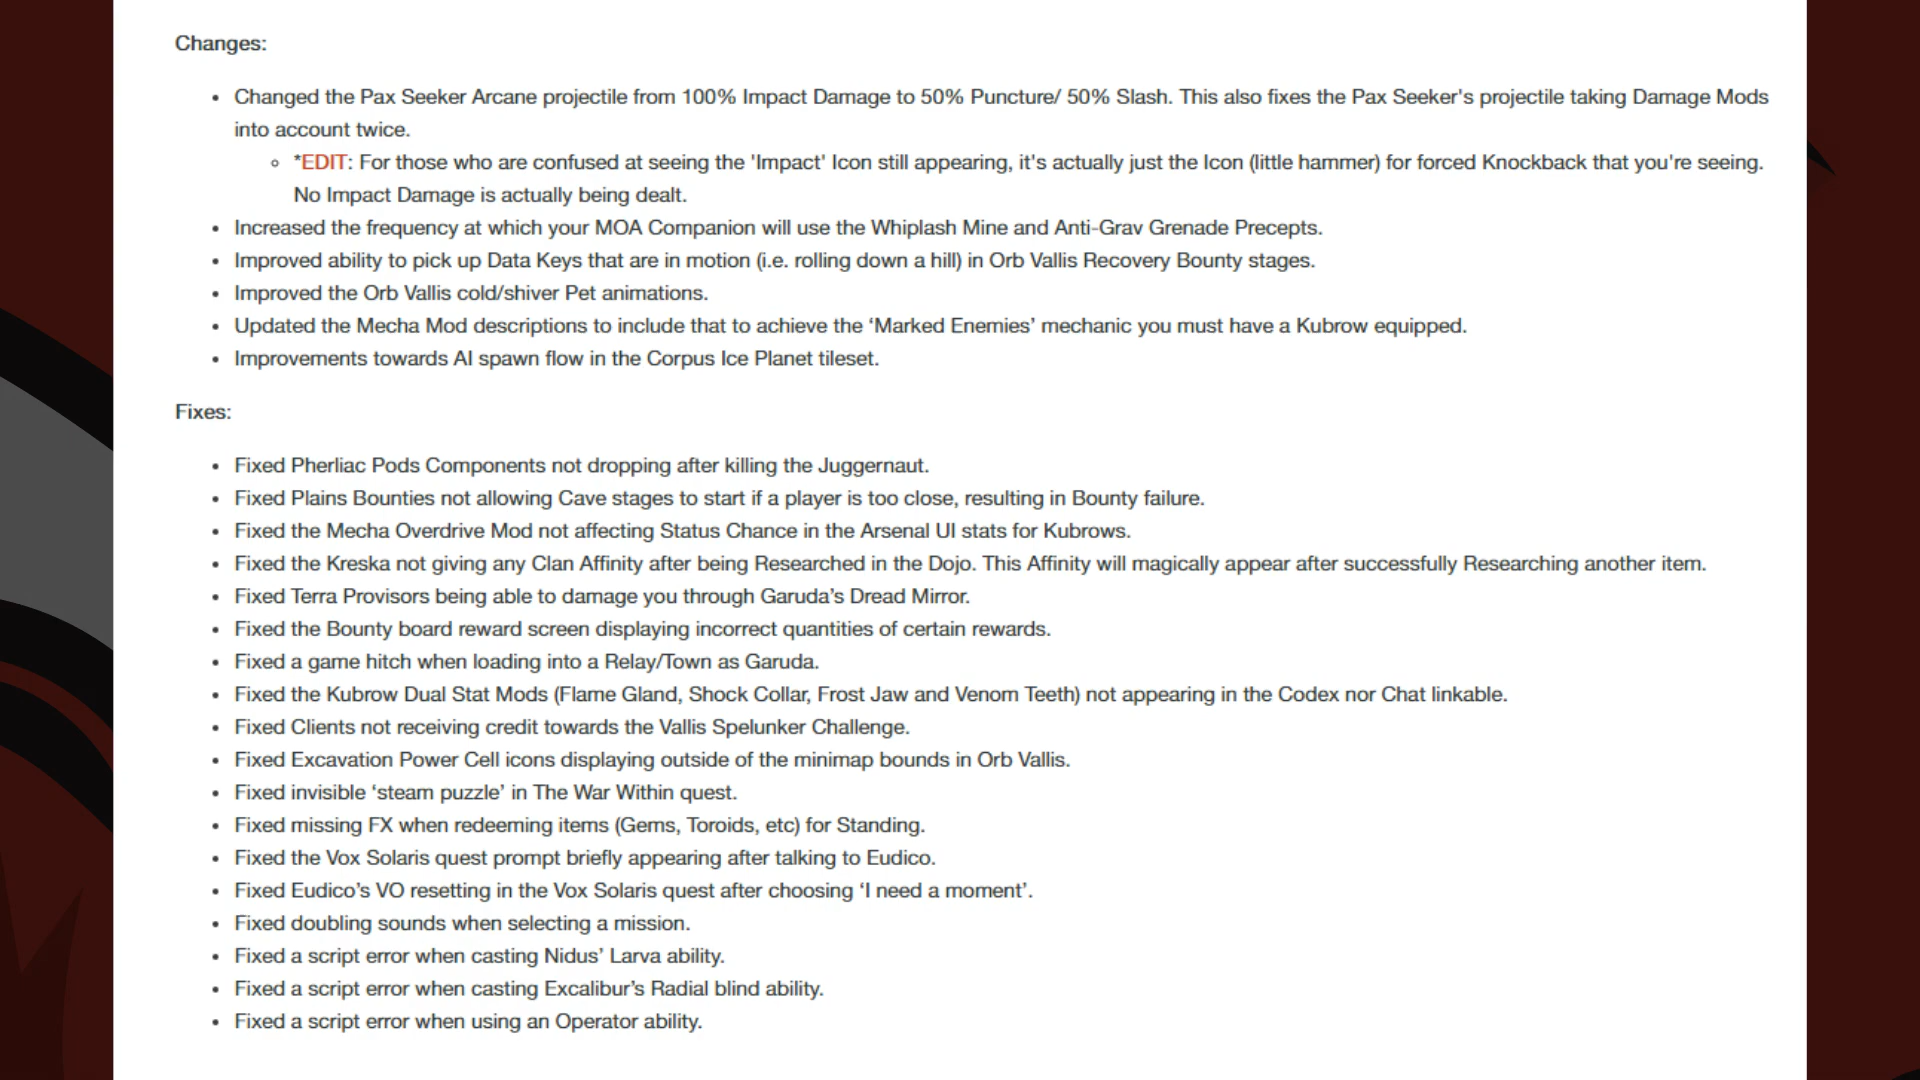 Changes:
Changed the Pax Seeker Arcane projectile from 100% Impact Damage to 50% Puncture/ 50% Slash. This also fixes the Pax Seeker's projectile taking Damage Mods
into account twice.
*EDIT: For those who are confused at seeing the 'Impact' Icon still appearing, it's actually just the Icon (little hammer) for forced Knockback that you're seeing.
No Impact Damage is actually being dealt.
Increased the frequency at which your MOA Companion will use the Whiplash Mine and Anti-Grav Grenade Precepts.
Improved ability to pick up Data Keys that are in motion (i.e. rolling down a hill) in Orb Vallis Recovery Bounty stages.
Improved the Orb Vallis cold/shiver Pet animations.
Updated the Mecha Mod descriptions to include that to achieve the ‘Marked Enemies’ mechanic you must have a Kubrow equipped.
Improvements towards AI spawn flow in the Corpus Ice Planet tileset.
Fixes:
Fixed Pherliac Pods Components not dropping after killing the Juggernaut.
Fixed Plains Bounties not allowing Cave stages to start if a player is too close, resulting in Bounty failure.
Fixed the Mecha Overdrive Mod not affecting Status Chance in the Arsenal UI stats for Kubrows.
Fixed the Kreska not giving any Clan Affinity after being Researched in the Dojo. This Affinity will magically appear after successfully Researching another item.
Fixed Terra Provisors being able to damage you through Garuda’s Dread Mirror.
Fixed the Bounty board reward screen displaying incorrect quantities of certain rewards.
Fixed a game hitch when loading into a Relay/Town as Garuda.
Fixed the Kubrow Dual Stat Mods (Flame Gland, Shock Collar, Frost Jaw and Venom Teeth) not appearing in the Codex nor Chat linkable.
Fixed Clients not receiving credit towards the Vallis Spelunker Challenge.
Fixed Excavation Power Cell icons displaying outside of the minimap bounds in Orb Vallis.
Fixed invisible ‘steam puzzle’ in The War Within quest.
Fixed missing FX when redeeming items (Gems, Toroids, etc) for Standing.
Fixed the Vox Solaris quest prompt briefly appearing after talking to Eudico.
Fixed Eudico’s VO resetting in the Vox Solaris quest after choosing ‘I need a moment’.
Fixed doubling sounds when selecting a mission.
Fixed a script error when casting Nidus’ Larva ability.
Fixed a script error when casting Excalibur’s Radial blind ability.
Fixed a script error when using an Operator ability.